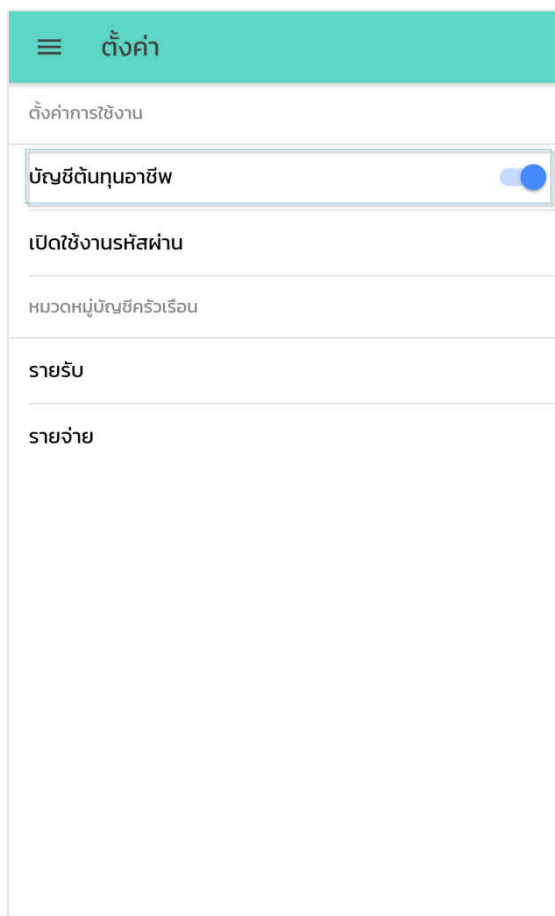 ตั้งค่า
ตั้งค่าการใช้งาน
บัญชีต้นทุนอาชีพ
เปิดใช้งานรหัสผ่าน
หมวดหมู่บัญชีครัวเรือน
รายรับ
รายจ่าย